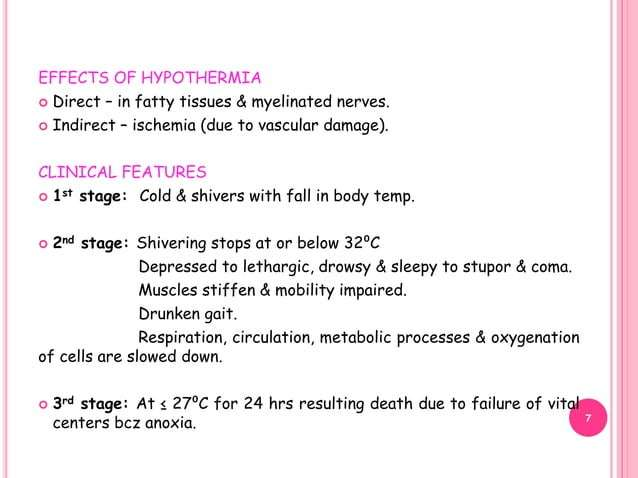 EFFECTS OF HYPOTHERMIA
Direct – in fatty tissues & myelinated nerves.
Indirect – ischemia (due to vascular damage).
CLINICAL FEATURES
1st stage: Cold & shivers with fall in body temp.
2nd stage: Shivering stops at or below 32⁰C
Depressed to lethargic, drowsy & sleepy to stupor & coma.
Muscles stiffen & mobility impaired.
Drunken gait.
Respiration, circulation, metabolic processes & oxygenation
of cells are slowed down.
3rd stage: At ≤ 27⁰C for 24 hrs resulting death due to failure of vital
centers bcz anoxia.
7